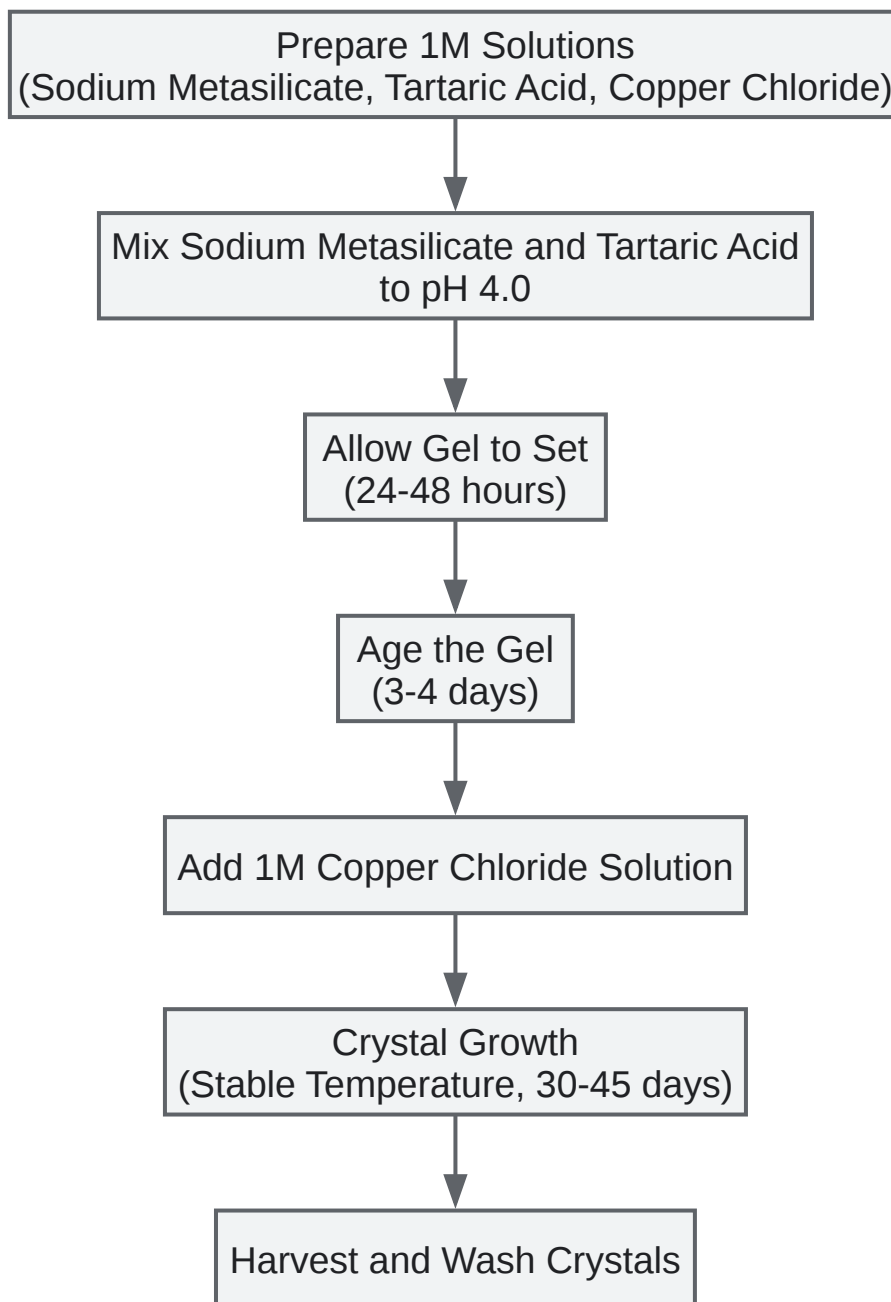 Prepare 1M Solutions
(Sodium Metasilicate, Tartaric Acid, Copper Chloride)
Mix Sodium Metasilicate and Tartaric Acid
to pH 4.0
Allow Gel to Set
(24-48 hours)
Age the Gel
(3-4 days)
Add 1M Copper Chloride Solution
Crystal Growth
(Stable Temperature, 30-45 days)
Harvest and Wash Crystals